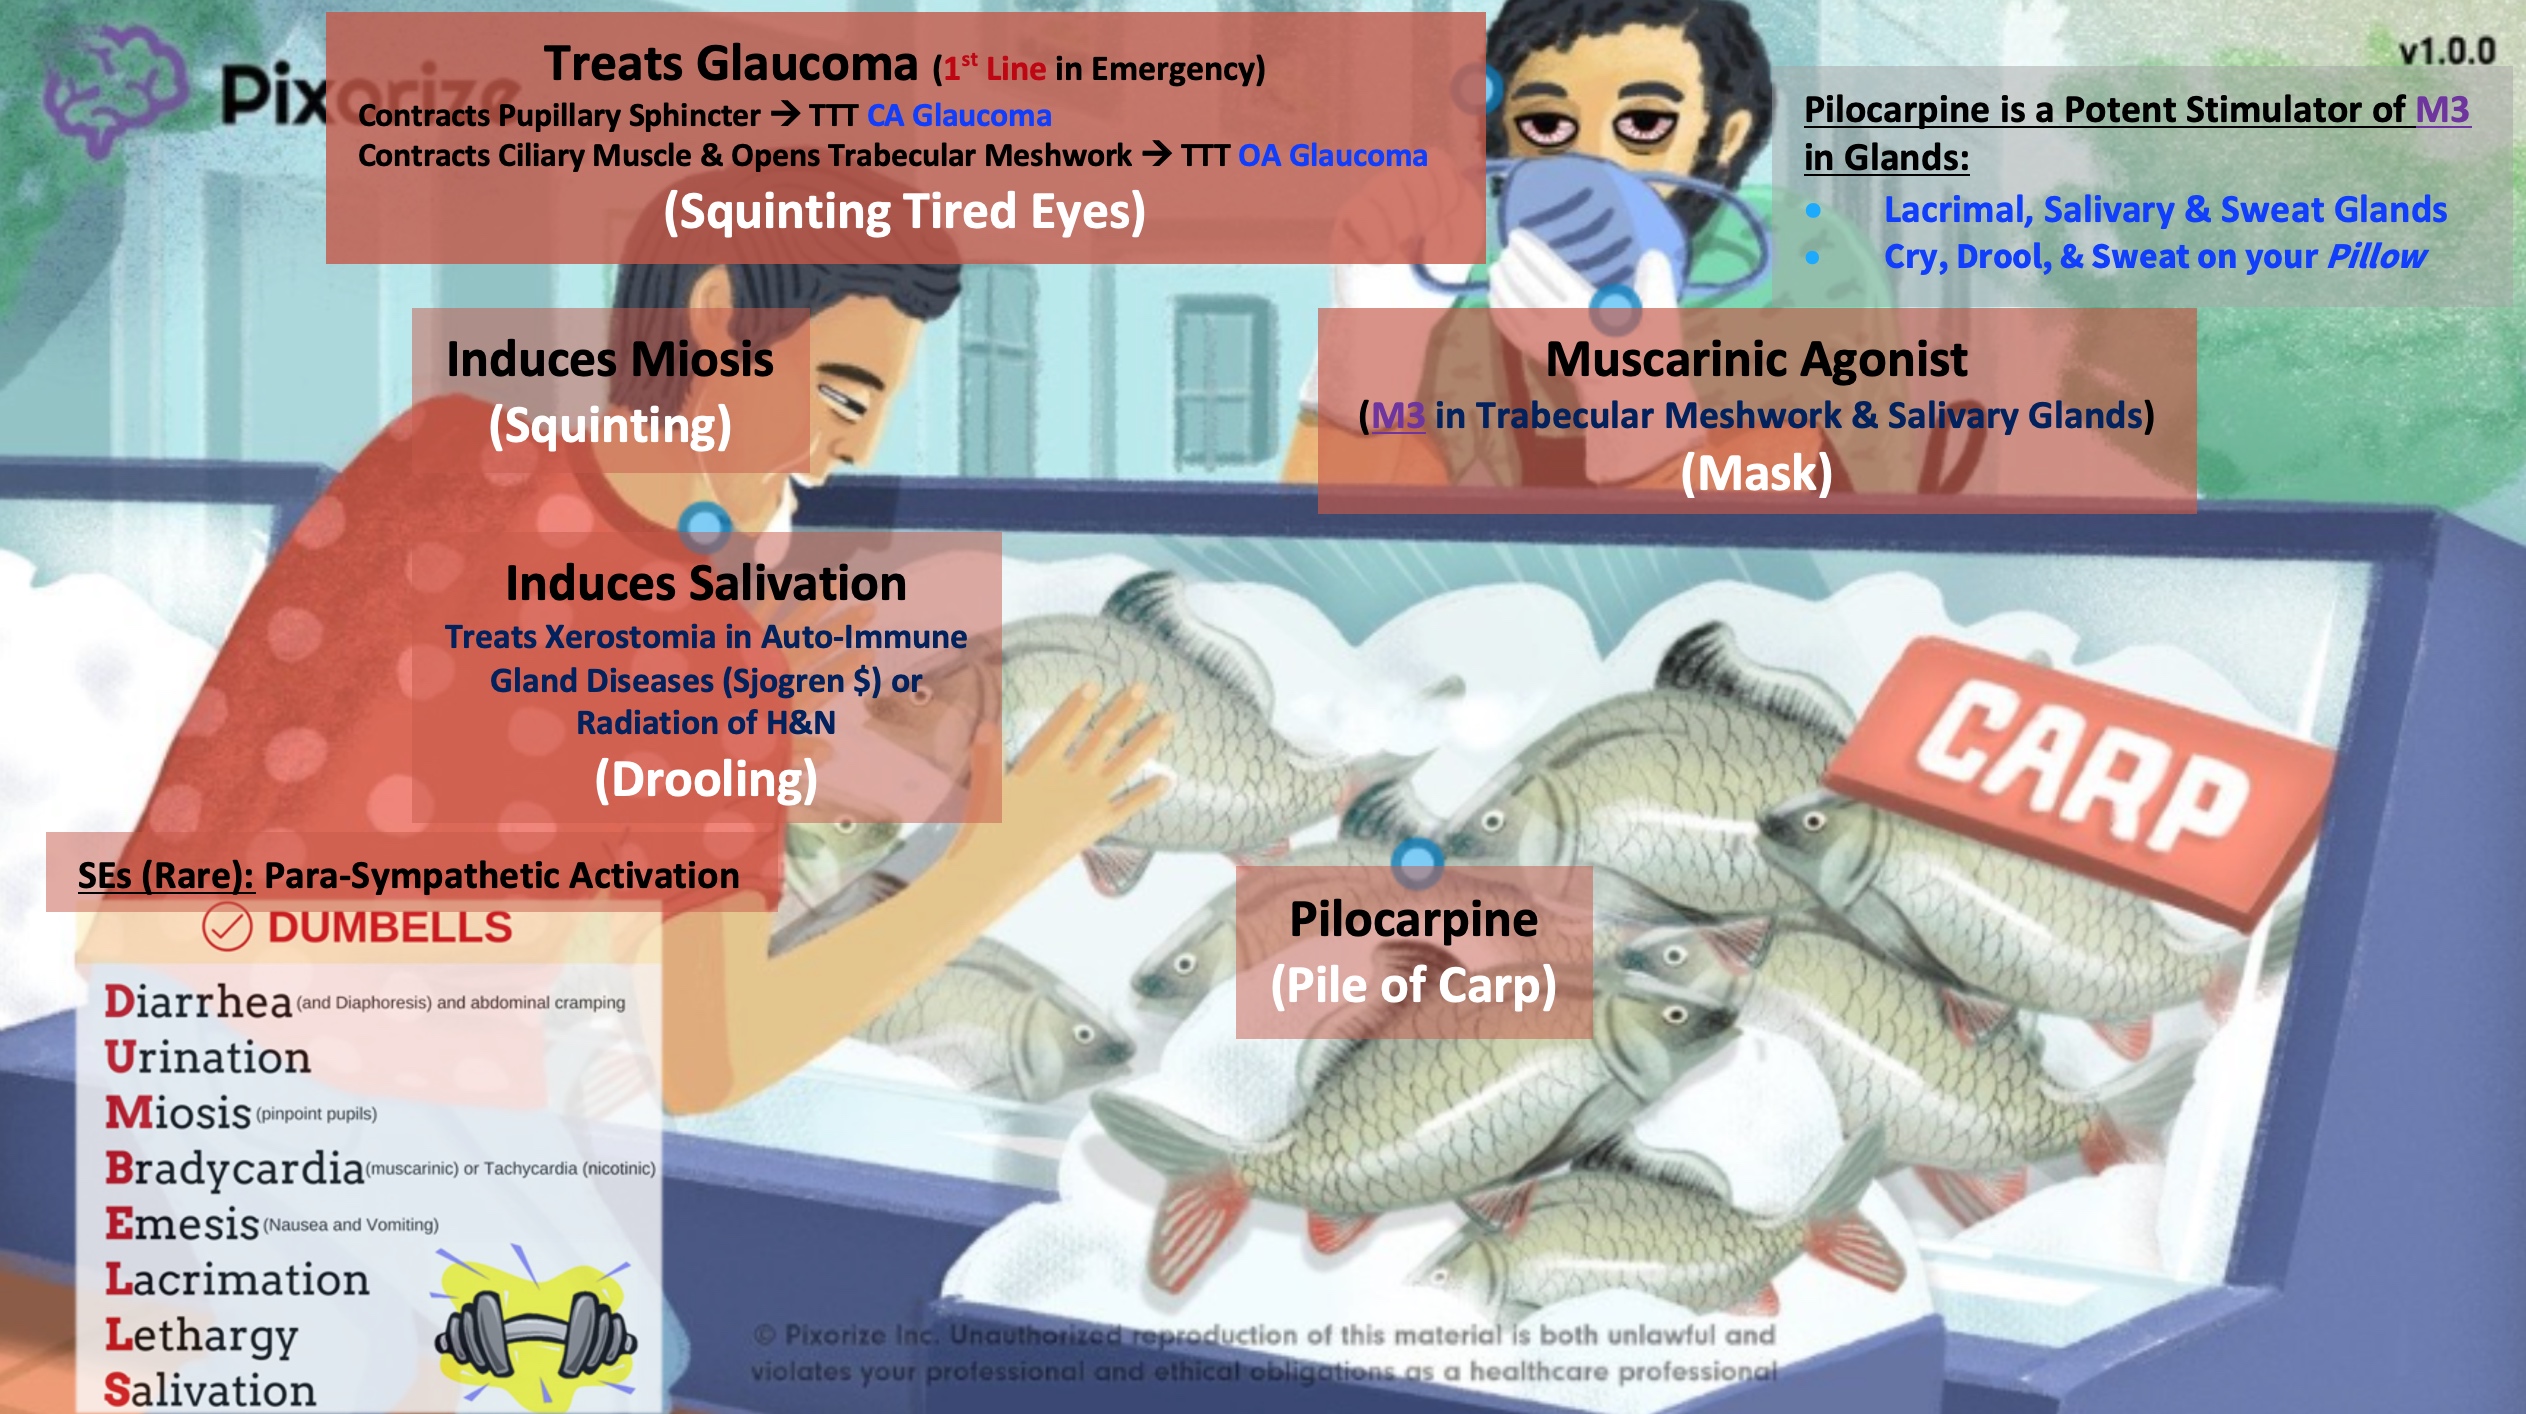 Pixorize
v1.0.0
Treats Glaucoma (1st Line in Emergency)
Contracts Pupillary Sphincter → TTT CA Glaucoma
Contracts Ciliary Muscle & Opens Trabecular Meshwork → TTT OA Glaucoma
(Squinting Tired Eyes)
Pilocarpine is a Potent Stimulator of M3
in Glands:
• Lacrimal, Salivary & Sweat Glands
• Cry, Drool, & Sweat on your Pillow
Induces Miosis
(Squinting)
Muscarinic Agonist
(M3 in Trabecular Meshwork & Salivary Glands)
(Mask)
Induces Salivation
Treats Xerostomia in Auto-Immune
Gland Diseases (Sjogren $) or
Radiation of H&N
(Drooling)
CARP
Pilocarpine
(Pile of Carp)
SEs (Rare): Para-Sympathetic Activation
DUMBELLS
Diarrhea (and Diaphoresis) and abdominal cramping
Urination
Miosis (pinpoint pupils)
Bradycardia (muscarinic) or Tachycardia (nicotinic)
Emesis (Nausea and Vomiting)
Lacrimation
Lethargy
Salivation
© Pixorize Inc. Unauthorized reproduction of this material is both unlawful and
violates your professional and ethical obligations as a healthcare professional